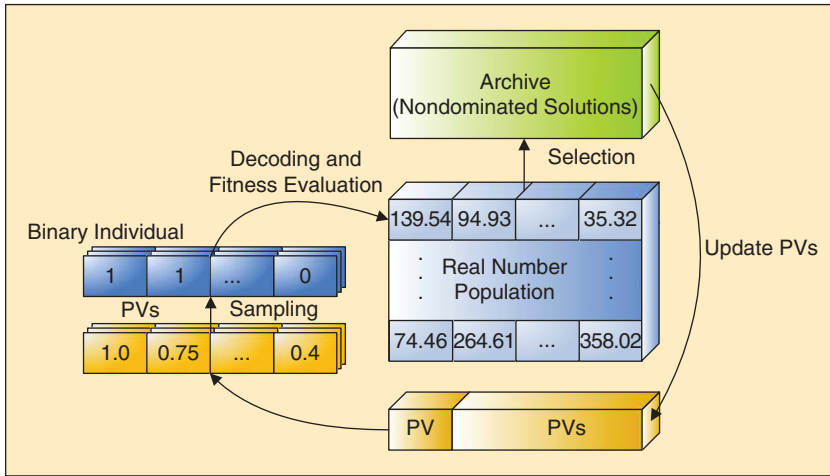 Archive
(Nondominated Solutions)
Decoding and
Fitness Evaluation
Selection
139.54 94.93 ... 35.32
Binary Individual
Update PVs
1 1 ... 0
Real Number
Population
PVs Sampling
1.0 0.75 ... 0.4
74.46 264.61 ... 358.02
PV PVs